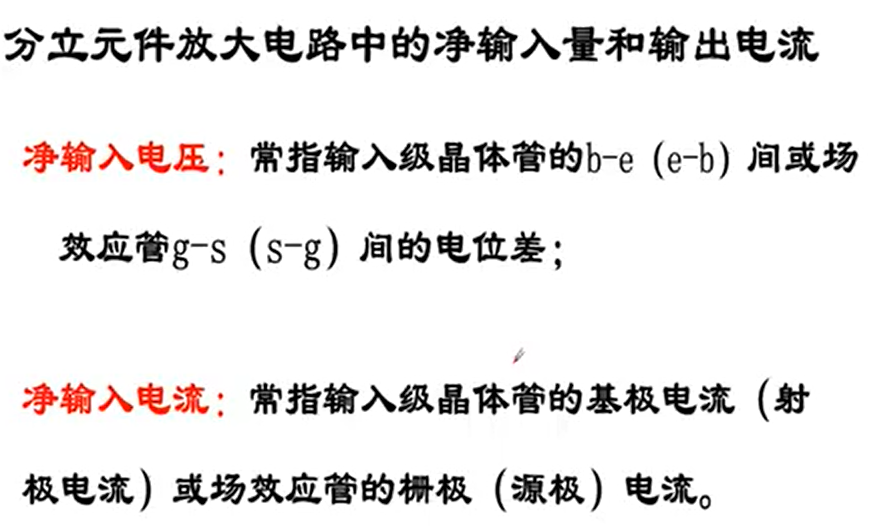 分立元件放大电路中的净输入量和输出电流
净输入电压：常指输入级晶体管的b-e（e-b）间或场
效应管g-s（s-g）间的电位差；
净输入电流：常指输入级晶体管的基极电流（射
极电流）或场效应管的栅极（源极）电流。